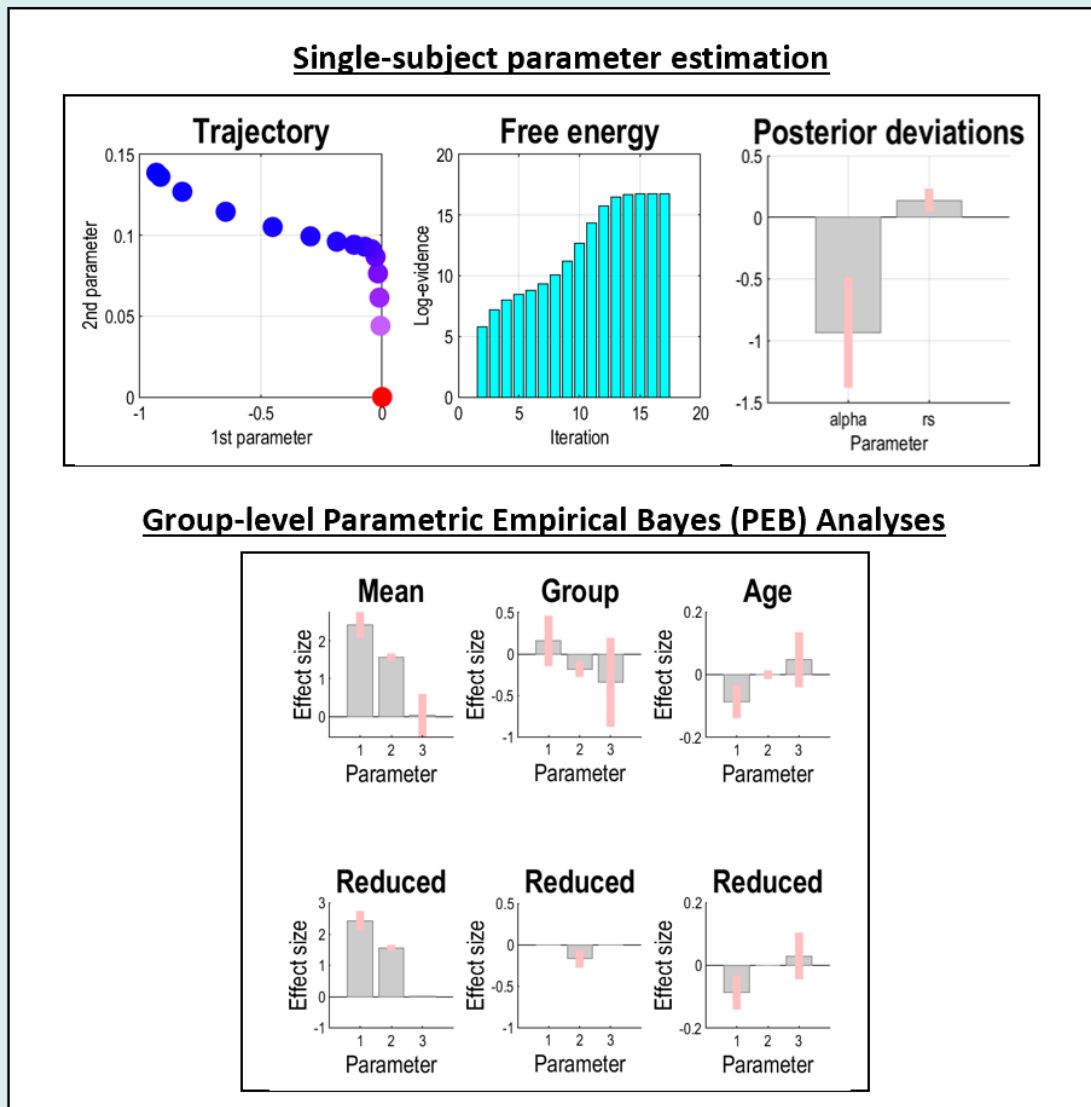 Single-subject parameter estimation
Trajectory
0.15
0.1
0.05
0
2nd parameter
-1 -0.5 0
1st parameter
Free energy
20
15
10
5
0
Log-evidence
0 5 10 15 20
Iteration
Posterior deviations
0.5
0
-0.5
-1
-1.5
alpha rs
Parameter
Group-level Parametric Empirical Bayes (PEB) Analyses
Mean
2
1
0
Effect size
1 2 3
Parameter
Group
0.5
0
-0.5
-1
Effect size
1 2 3
Parameter
Age
0.2
0
-0.2
Effect size
1 2 3
Parameter
Reduced
3
2
1
0
-1
Effect size
1 2 3
Parameter
Reduced
0.5
0
-0.5
-1
Effect size
1 2 3
Parameter
Reduced
0.2
0
-0.2
Effect size
1 2 3
Parameter